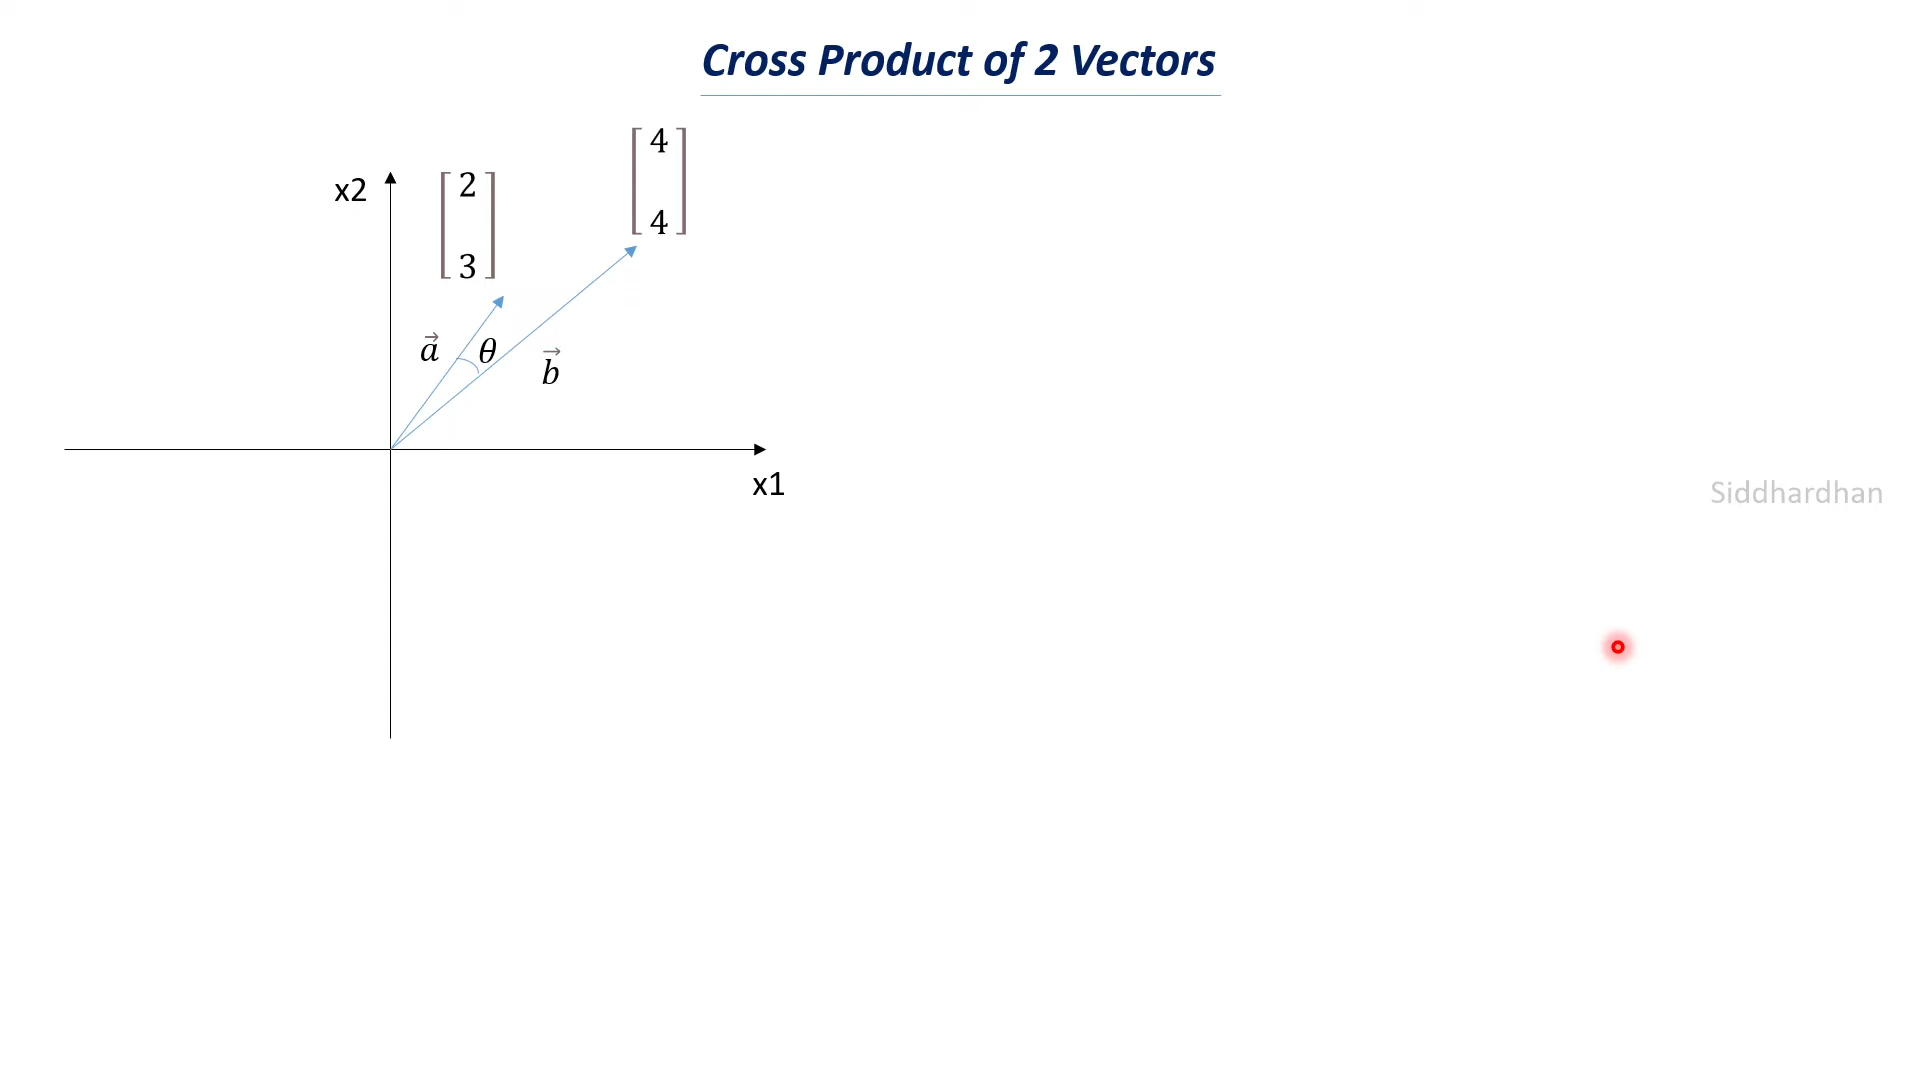 Cross Product of 2 Vectors
4
4
x2
2
3
a⃗
θ
b⃗
x1
Siddhardhan